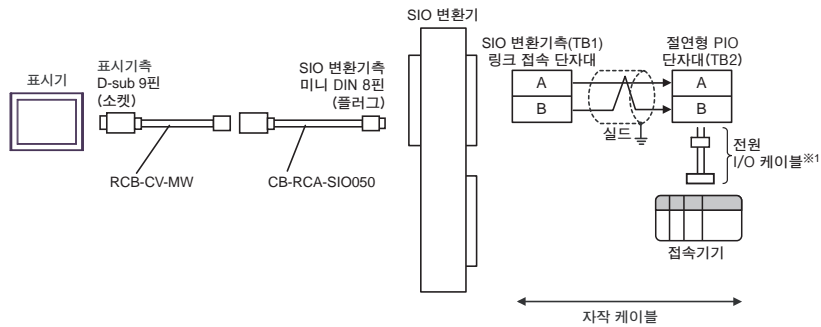 SIO 변환기
표시기
표시기측
D-sub 9핀
(소켓)
SIO 변환기측
미니 DIN 8핀
(플러그)
RCB-CV-MW
CB-RCA-SIO050
SIO 변환기측(TB1)
링크 접속 단자대
A
B
실드
절연형 PIO
단자대(TB2)
A
B
전원
I/O 케이블※1
접속기기
자작 케이블